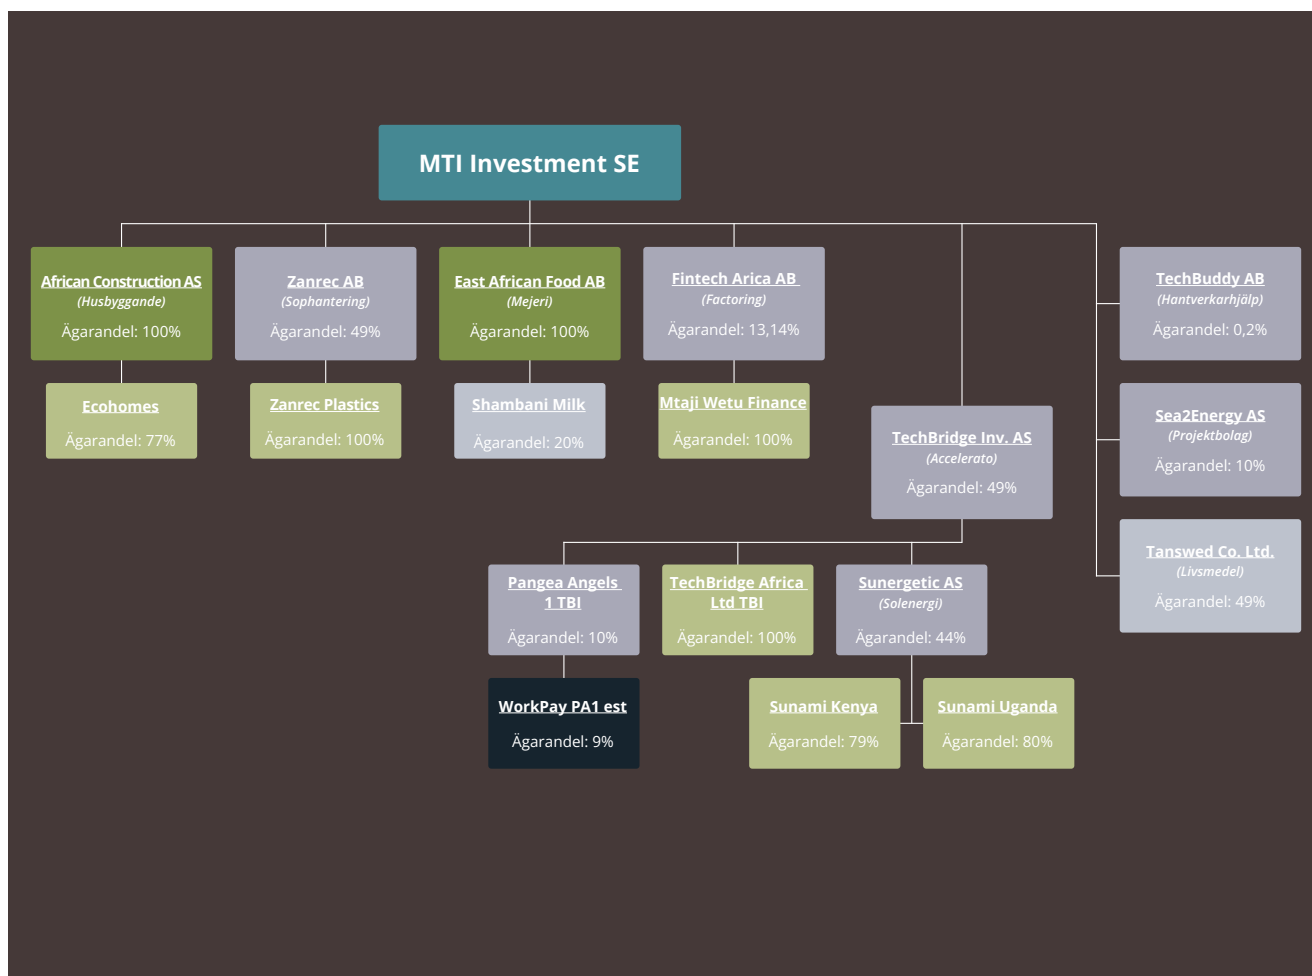 MTI Investment SE
African Construction AS
(Husbyggande)
Ägarandel: 100%
Zanrec AB
(Sophantering)
Ägarandel: 49%
East African Food AB
(Mejeri)
Ägarandel: 100%
Fintech Arica AB
(Factoring)
Ägarandel: 13,14%
TechBuddy AB
(Hantverkarhjälp)
Ägarandel: 0,2%
Ecohomes
Ägarandel: 77%
Zanrec Plastics
Ägarandel: 100%
Shambani Milk
Ägarandel: 20%
Mtaji Wetu Finance
Ägarandel: 100%
TechBridge Inv. AS
(Accelerato)
Ägarandel: 49%
Sea2Energy AS
(Projektbolag)
Ägarandel: 10%
Tanswed Co. Ltd.
(Livsmedel)
Ägarandel: 49%
Pangea Angels
1 TBI
Ägarandel: 10%
TechBridge Africa
Ltd TBI
Ägarandel: 100%
Sunergetic AS
(Solenergi)
Ägarandel: 44%
WorkPay PA1 est
Ägarandel: 9%
Sunami Kenya
Ägarandel: 79%
Sunami Uganda
Ägarandel: 80%